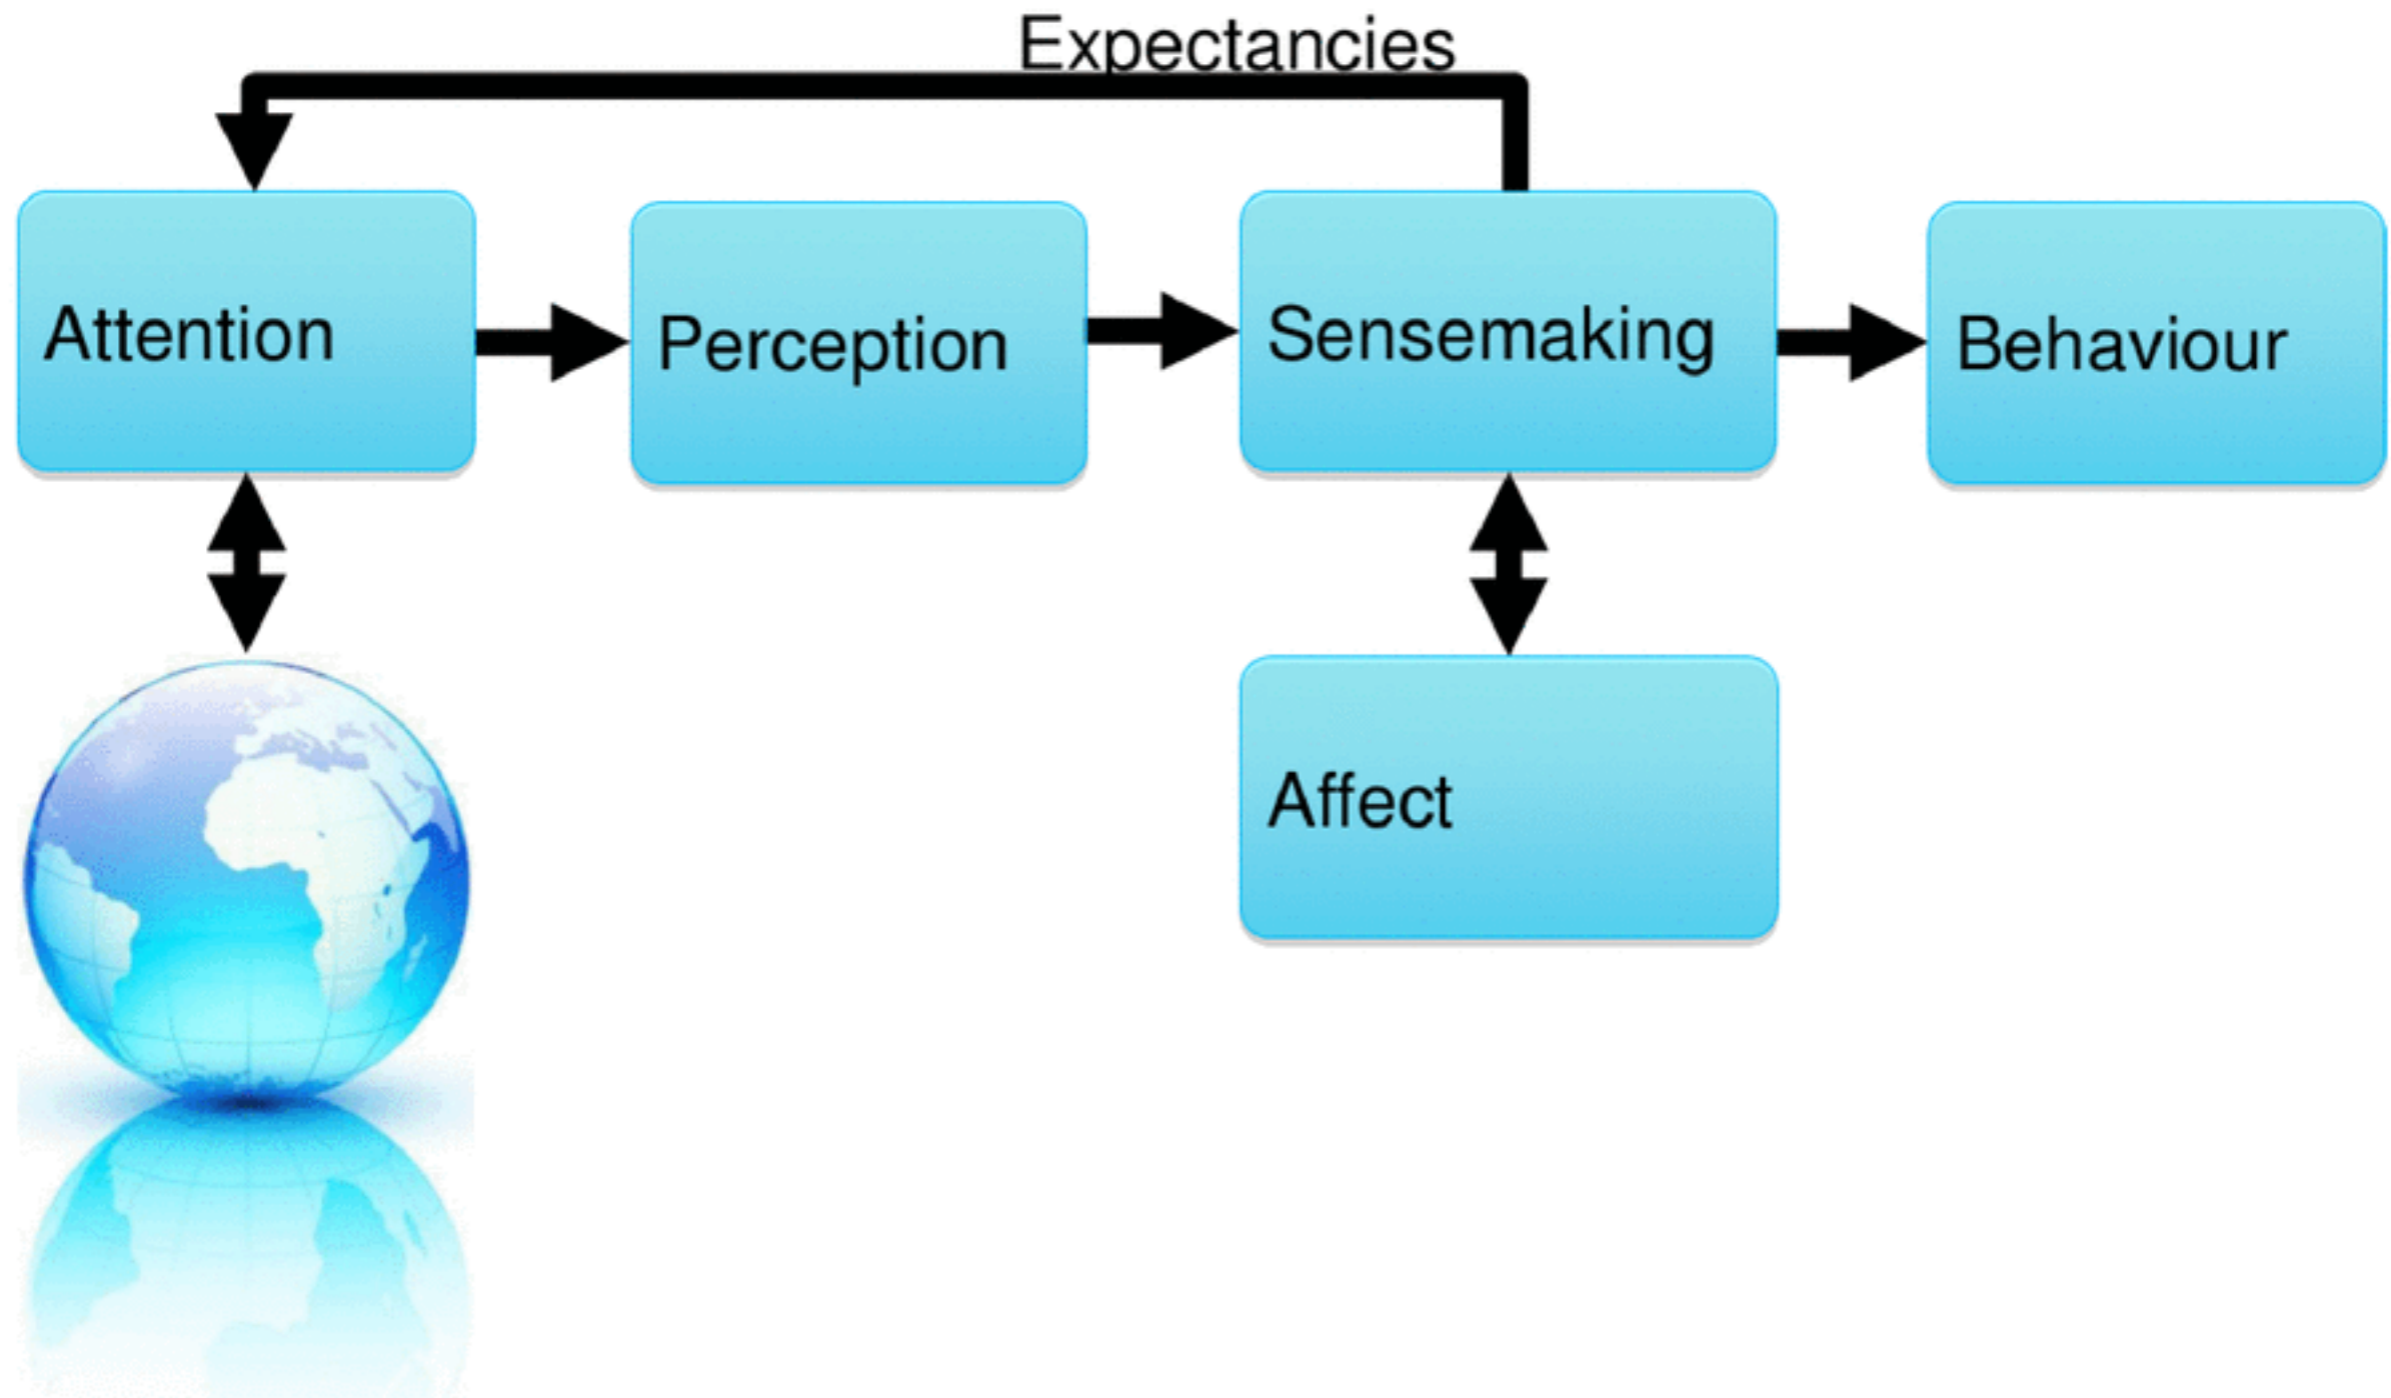 Expectancies
Attention
Perception
Sensemaking
Behaviour
Affect